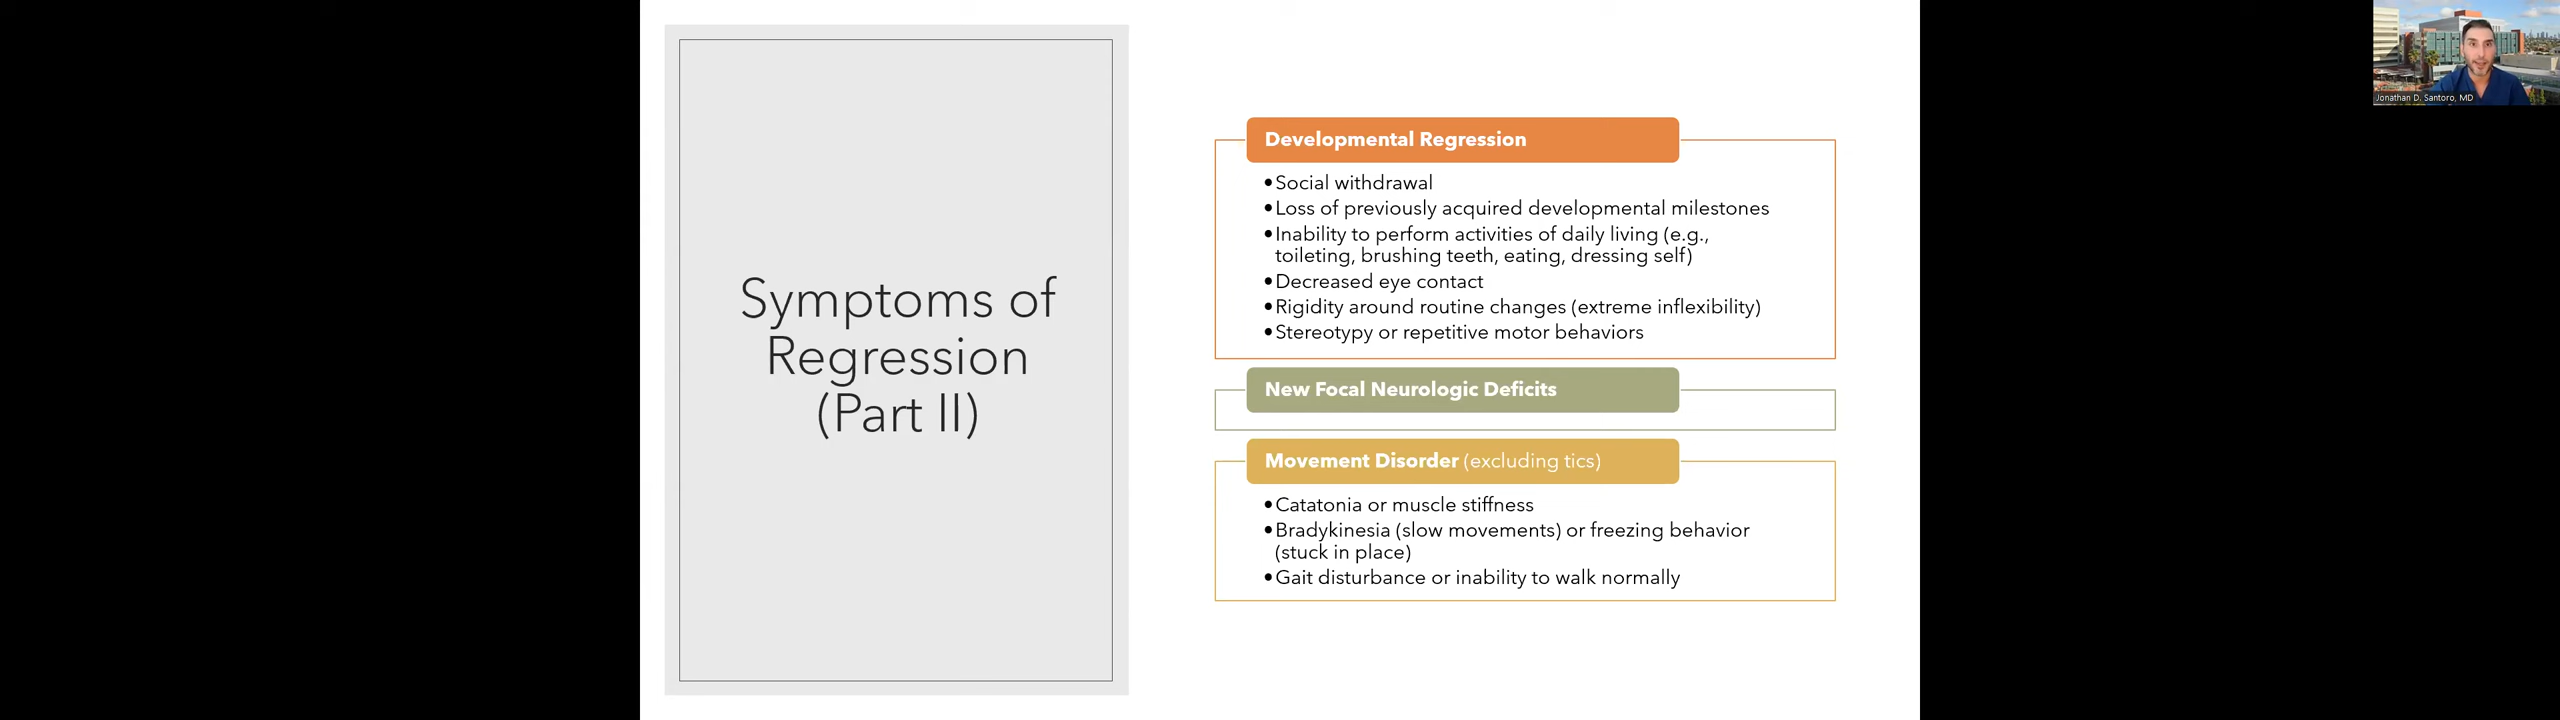 Symptoms of
Regression
(Part II)
Developmental Regression
•Social withdrawal
•Loss of previously acquired developmental milestones
•Inability to perform activities of daily living (e.g.,
toileting, brushing teeth, eating, dressing self)
•Decreased eye contact
•Rigidity around routine changes (extreme inflexibility)
•Stereotypy or repetitive motor behaviors
New Focal Neurologic Deficits
Movement Disorder (excluding tics)
•Catatonia or muscle stiffness
•Bradykinesia (slow movements) or freezing behavior
(stuck in place)
•Gait disturbance or inability to walk normally
Jonathan D. Santoro, MD